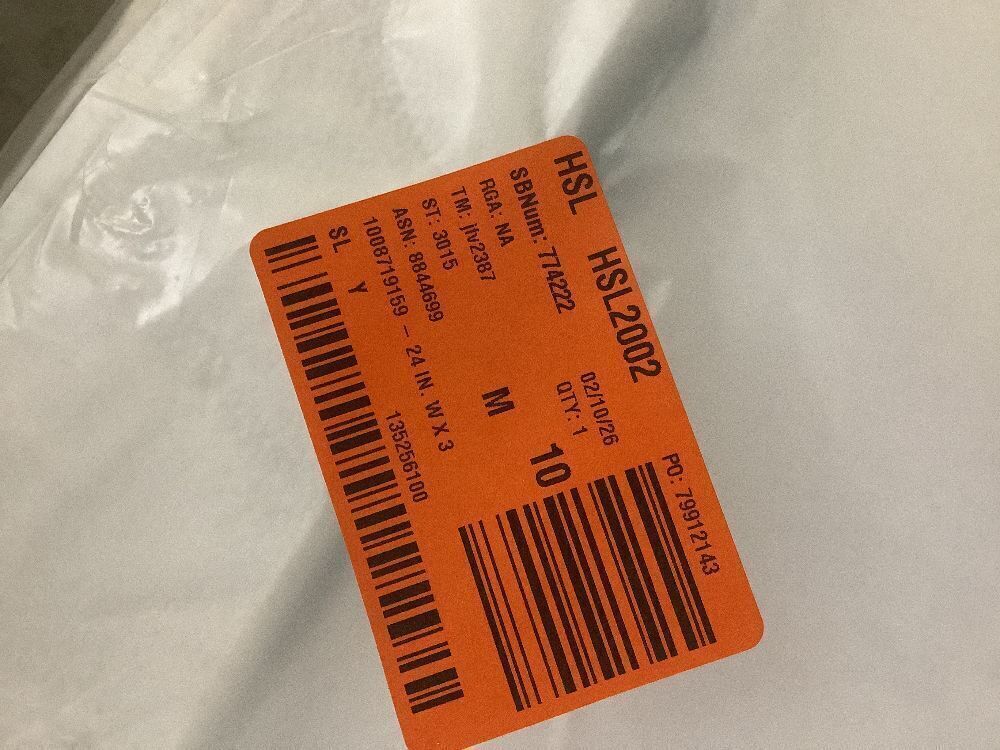 HSL HSL2002 PO: 79912143
SBNum: 774222 02/10/26
RGA: NA QTY: 1
TM: jfv2387 10
ST: 3015 M
ASN: 8844699
1008719159 – 24 IN. W X 3
SL Y 135256100